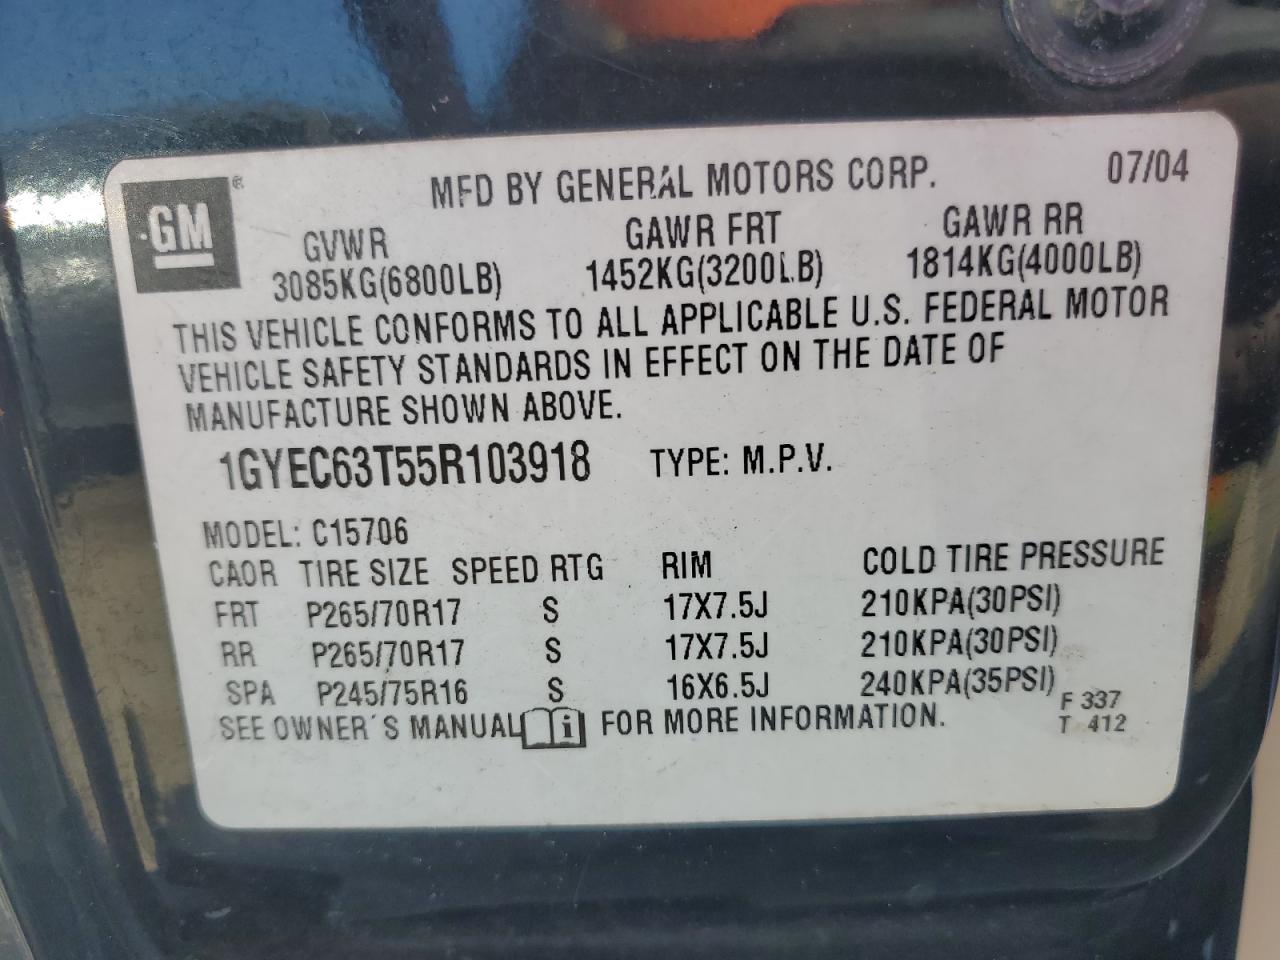 GM®
MFD BY GENERAL MOTORS CORP. 07/04
GVWR GAWR FRT GAWR RR
3085KG(6800LB) 1452KG(3200LB) 1814KG(4000LB)
THIS VEHICLE CONFORMS TO ALL APPLICABLE U.S. FEDERAL MOTOR
VEHICLE SAFETY STANDARDS IN EFFECT ON THE DATE OF
MANUFACTURE SHOWN ABOVE.
1GYEC63T55R103918 TYPE: M.P.V.
MODEL: C15706
CAOR TIRE SIZE SPEED RTG RIM COLD TIRE PRESSURE
FRT P265/70R17 S 17X7.5J 210KPA(30PSI)
RR P265/70R17 S 17X7.5J 210KPA(30PSI)
SPA P245/75R16 S 16X6.5J 240KPA(35PSI)
SEE OWNER'S MANUAL i FOR MORE INFORMATION.
F 337
T 412